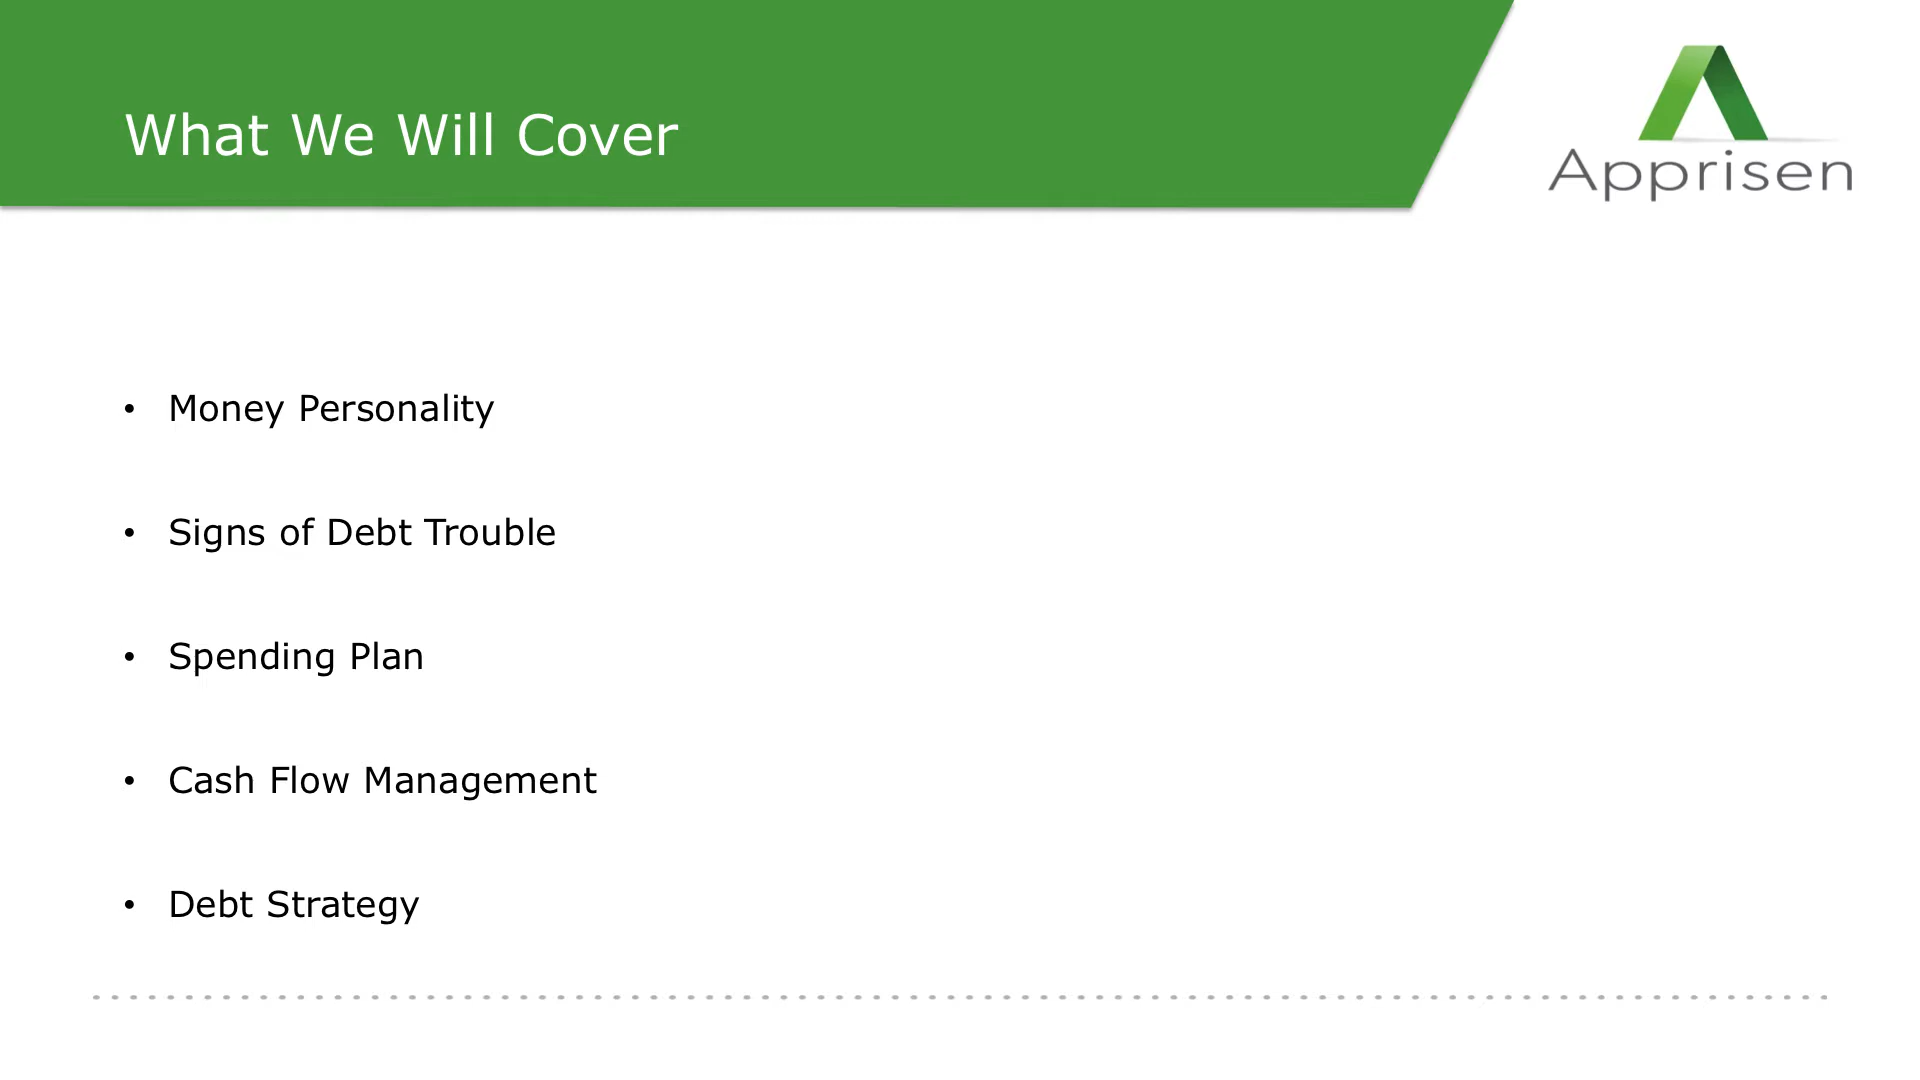 What We Will Cover
Apprisen
• Money Personality
• Signs of Debt Trouble
• Spending Plan
• Cash Flow Management
• Debt Strategy